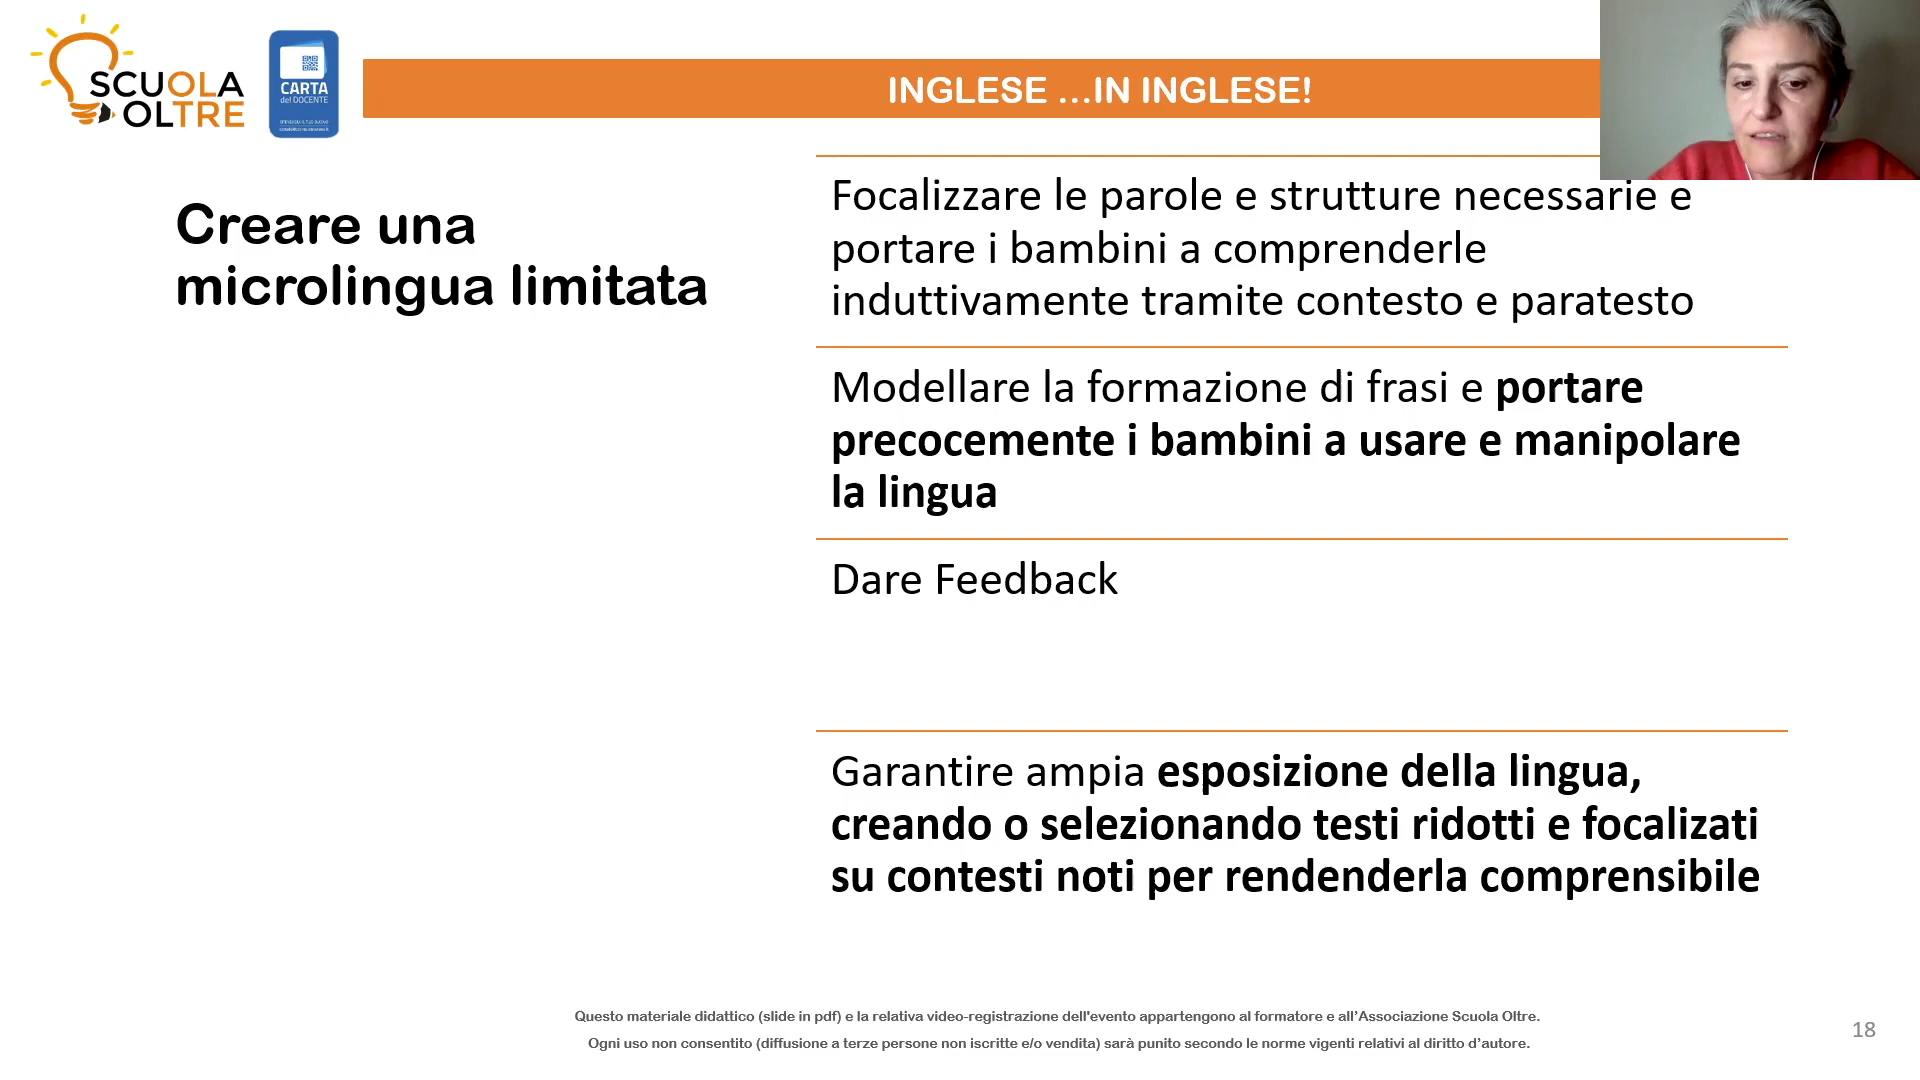 SCUOLA
OLTRE
CARTA
del DOCENTE
INGLESE ...IN INGLESE!
Creare una
microlingua limitata
Focalizzare le parole e strutture necessarie e
portare i bambini a comprenderle
induttivamente tramite contesto e paratesto
Modellare la formazione di frasi e portare
precocemente i bambini a usare e manipolare
la lingua
Dare Feedback
Garantire ampia esposizione della lingua,
creando o selezionando testi ridotti e focalizati
su contesti noti per rendenderla comprensibile
Questo materiale didattico (slide in pdf) e la relativa video-registrazione dell'evento appartengono al formatore e all'Associazione Scuola Oltre.
Ogni uso non consentito (diffusione a terze persone non iscritte e/o vendita) sarà punito secondo le norme vigenti relativi al diritto d'autore.
18